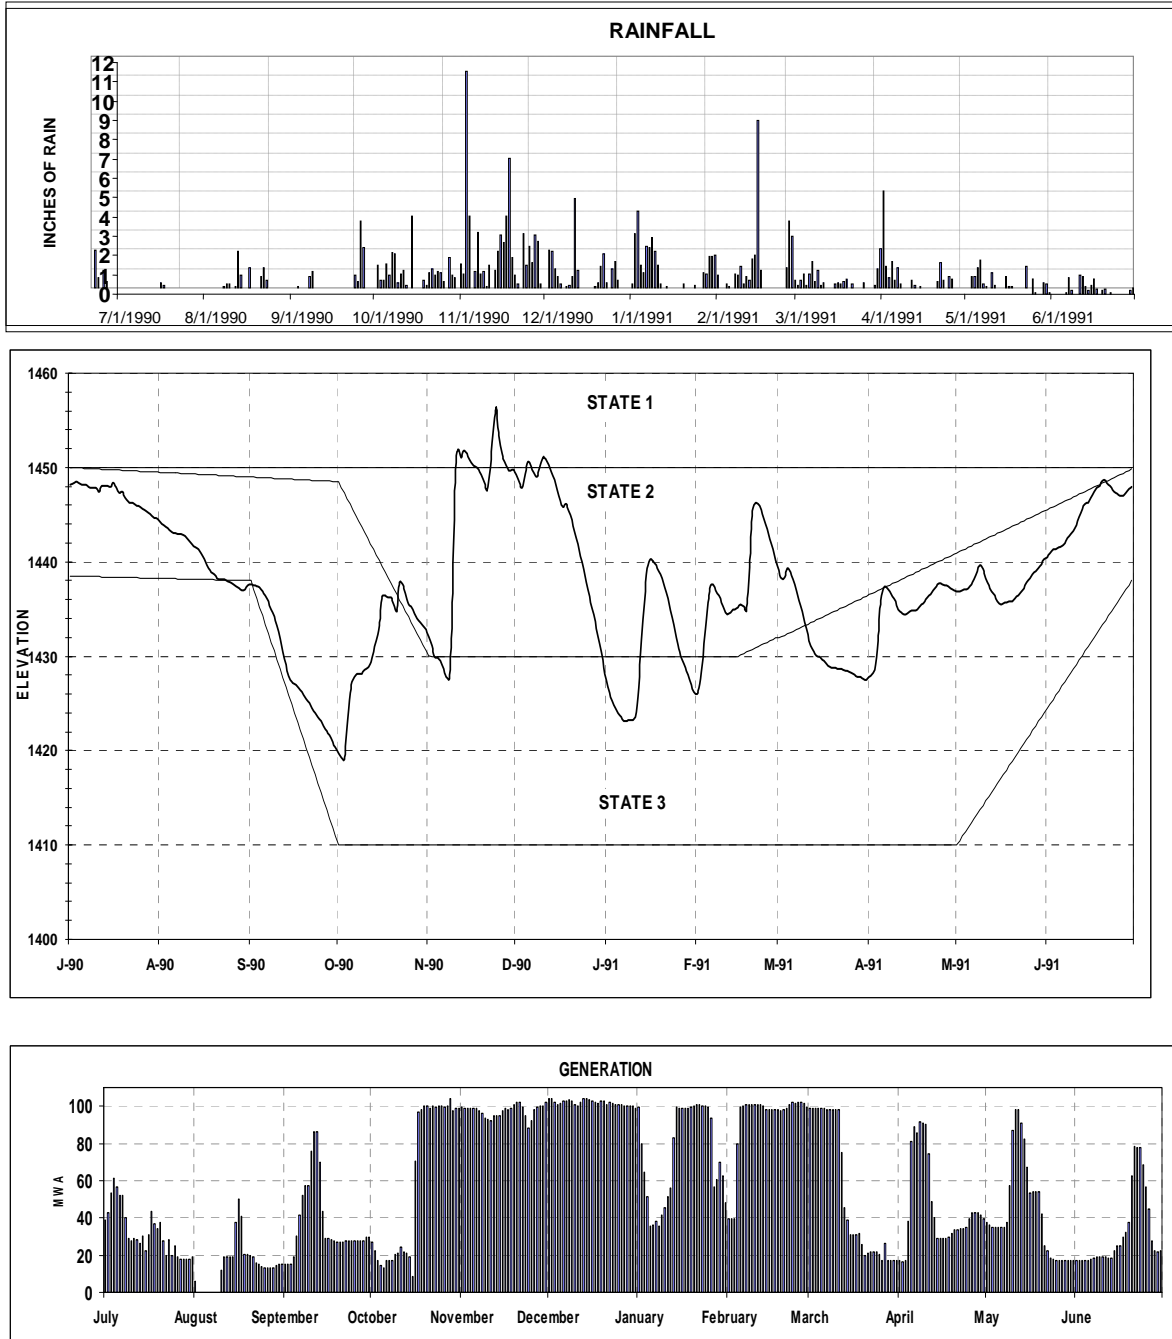 RAINFALL
INCHES OF RAIN
12
11
10
9
8
7
6
5
4
3
2
1
0
7/1/1990 8/1/1990 9/1/1990 10/1/1990 11/1/1990 12/1/1990 1/1/1991 2/1/1991 3/1/1991 4/1/1991 5/1/1991 6/1/1991
ELEVATION
1460
STATE 1
1450
STATE 2
1440
1430
1420
STATE 3
1410
1400
J-90 A-90 S-90 O-90 N-90 D-90 J-91 F-91 M-91 A-91 M-91 J-91
GENERATION
MWA
100
80
60
40
20
0
July August September October November December January February March April May June